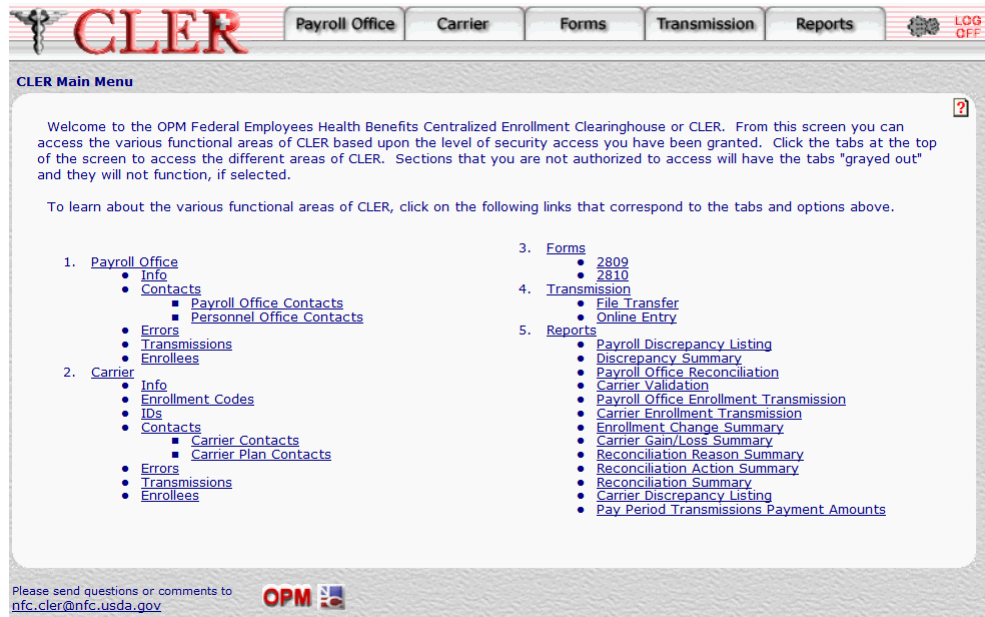 CLER
Payroll Office
Carrier
Forms
Transmission
Reports
LOG
OFF
CLER Main Menu
?
Welcome to the OPM Federal Employees Health Benefits Centralized Enrollment Clearinghouse or CLER. From this screen you can
access the various functional areas of CLER based upon the level of security access you have been granted. Click the tabs at the top
of the screen to access the different areas of CLER. Sections that you are not authorized to access will have the tabs "grayed out"
and they will not function, if selected.
To learn about the various functional areas of CLER, click on the following links that correspond to the tabs and options above.
1. Payroll Office
• Info
• Contacts
▪ Payroll Office Contacts
▪ Personnel Office Contacts
• Errors
• Transmissions
• Enrollees
2. Carrier
• Info
• Enrollment Codes
• IDs
• Contacts
▪ Carrier Contacts
▪ Carrier Plan Contacts
• Errors
• Transmissions
• Enrollees
3. Forms
• 2809
• 2810
4. Transmission
• File Transfer
• Online Entry
5. Reports
• Payroll Discrepancy Listing
• Discrepancy Summary
• Payroll Office Reconciliation
• Carrier Validation
• Payroll Office Enrollment Transmission
• Carrier Enrollment Transmission
• Enrollment Change Summary
• Carrier Gain/Loss Summary
• Reconciliation Reason Summary
• Reconciliation Action Summary
• Reconciliation Summary
• Carrier Discrepancy Listing
• Pay Period Transmissions Payment Amounts
Please send questions or comments to
nfc.cler@nfc.usda.gov
OPM